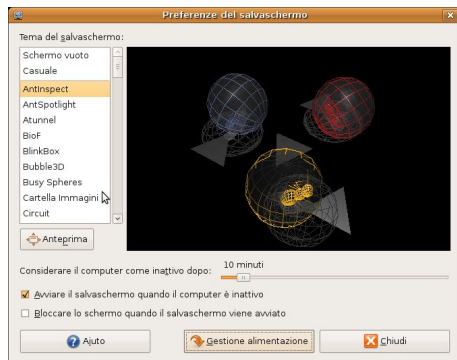 Preferenze del salvaschermo
Tema del salvaschermo:
Schermo vuoto
Casuale
AntInspect
AntSpotlight
Atunnel
BioF
BlinkBox
Bubble3D
Busy Spheres
Cartella Immagini
Circuit
Anteprima
10 minuti
Considerare il computer come inattivo dopo:
Avviare il salvaschermo quando il computer è inattivo
Bloccare lo schermo quando il salvaschermo viene avviato
Aiuto
Gestione alimentazione
Chiudi